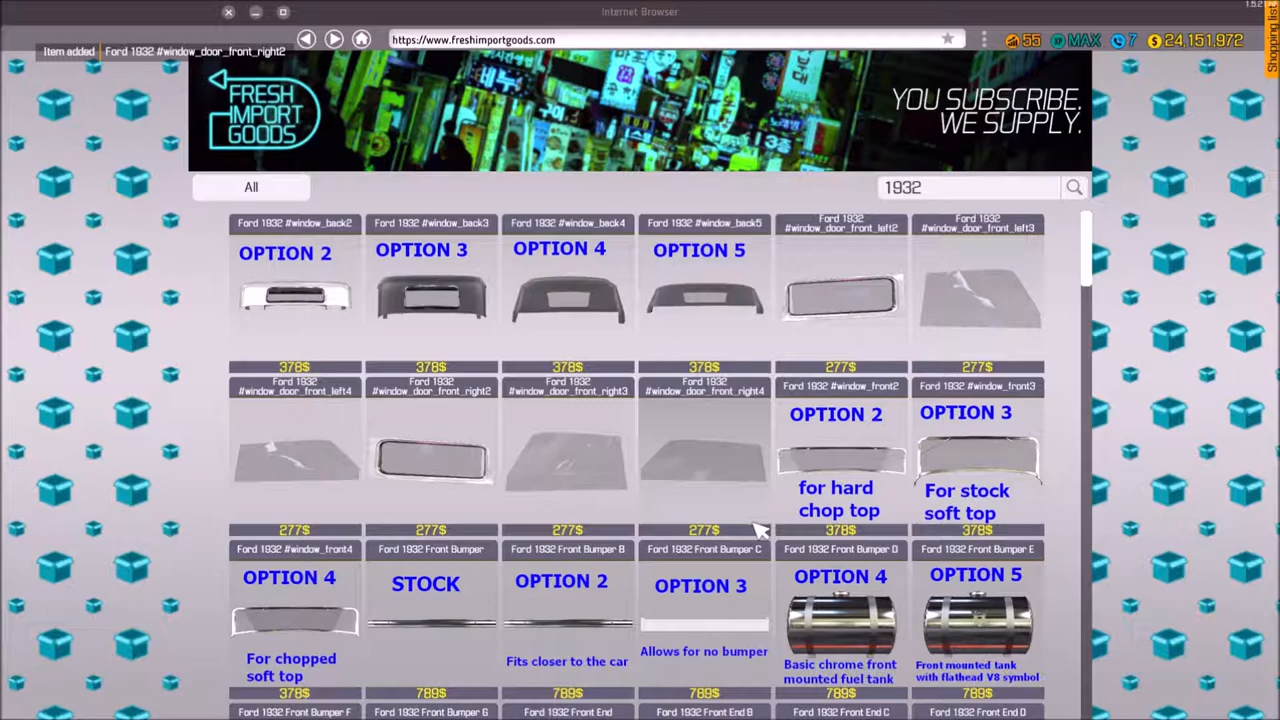 Internet Browser
1.5.2
Shopping list
Item added
Ford 1932 #window_door_front_right2
https://www.freshimportgoods.com
55
XP
MAX
7
$
24,151,972
FRESH
IMPORT
GOODS
YOU SUBSCRIBE.
WE SUPPLY.
All
1932
Ford 1932 #window_back2
Ford 1932 #window_back3
Ford 1932 #window_back4
Ford 1932 #window_back5
Ford 1932
#window_door_front_left2
Ford 1932
#window_door_front_left3
OPTION 2
OPTION 3
OPTION 4
OPTION 5
378$
378$
378$
378$
277$
277$
Ford 1932
#window_door_front_left4
Ford 1932
#window_door_front_right2
Ford 1932
#window_door_front_right3
Ford 1932
#window_door_front_right4
Ford 1932 #window_front2
Ford 1932 #window_front3
OPTION 2
OPTION 3
for hard
chop top
For stock
soft top
277$
277$
277$
277$
378$
378$
Ford 1932 #window_front4
Ford 1932 Front Bumper
Ford 1932 Front Bumper B
Ford 1932 Front Bumper C
Ford 1932 Front Bumper D
Ford 1932 Front Bumper E
OPTION 4
STOCK
OPTION 2
OPTION 3
OPTION 4
OPTION 5
For chopped
soft top
Fits closer to the car
Allows for no bumper
Basic chrome front
mounted fuel tank
Front mounted tank
with flathead V8 symbol
378$
789$
789$
789$
789$
789$
Ford 1932 Front Bumper F
Ford 1932 Front Bumper G
Ford 1932 Front End
Ford 1932 Front End B
Ford 1932 Front End C
Ford 1932 Front End D